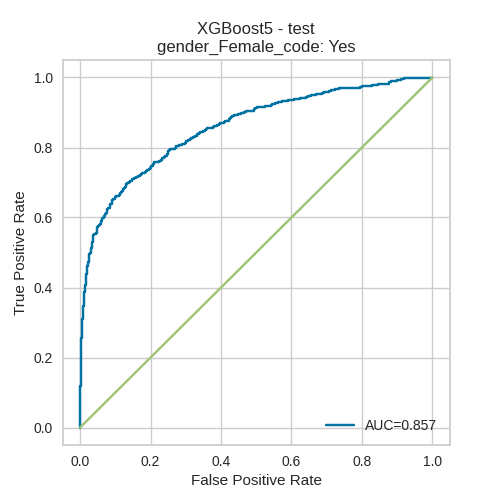 XGBoost5 - test
gender_Female_code: Yes
True Positive Rate
1.0
0.8
0.6
0.4
0.2
0.0
AUC=0.857
0.0 0.2 0.4 0.6 0.8 1.0
False Positive Rate